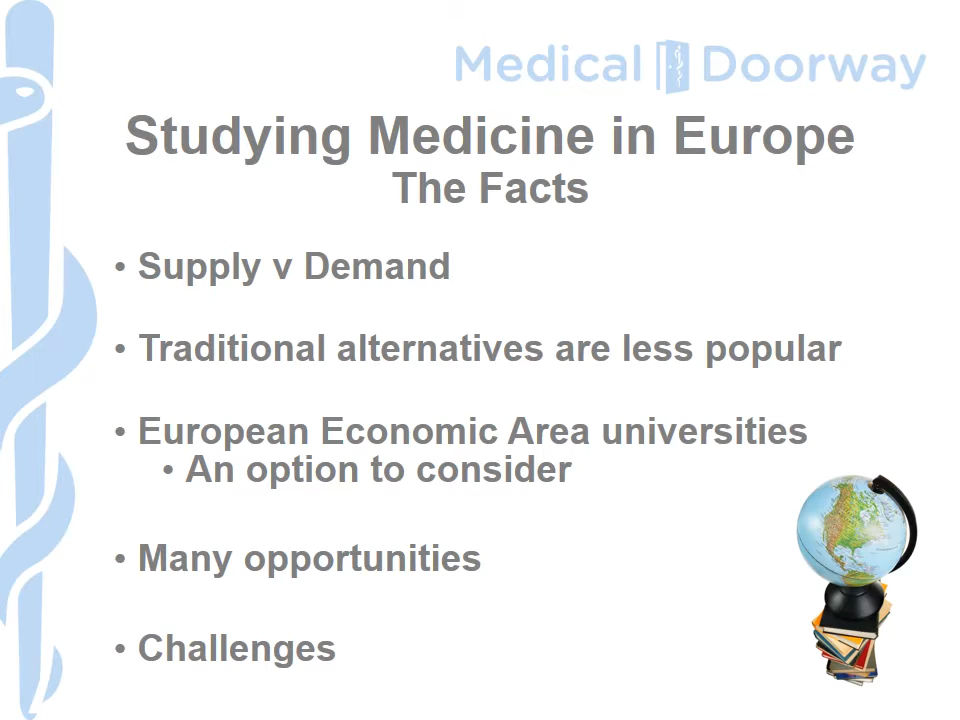 Medical Doorway
Studying Medicine in Europe
The Facts
• Supply v Demand
• Traditional alternatives are less popular
• European Economic Area universities
• An option to consider
• Many opportunities
• Challenges